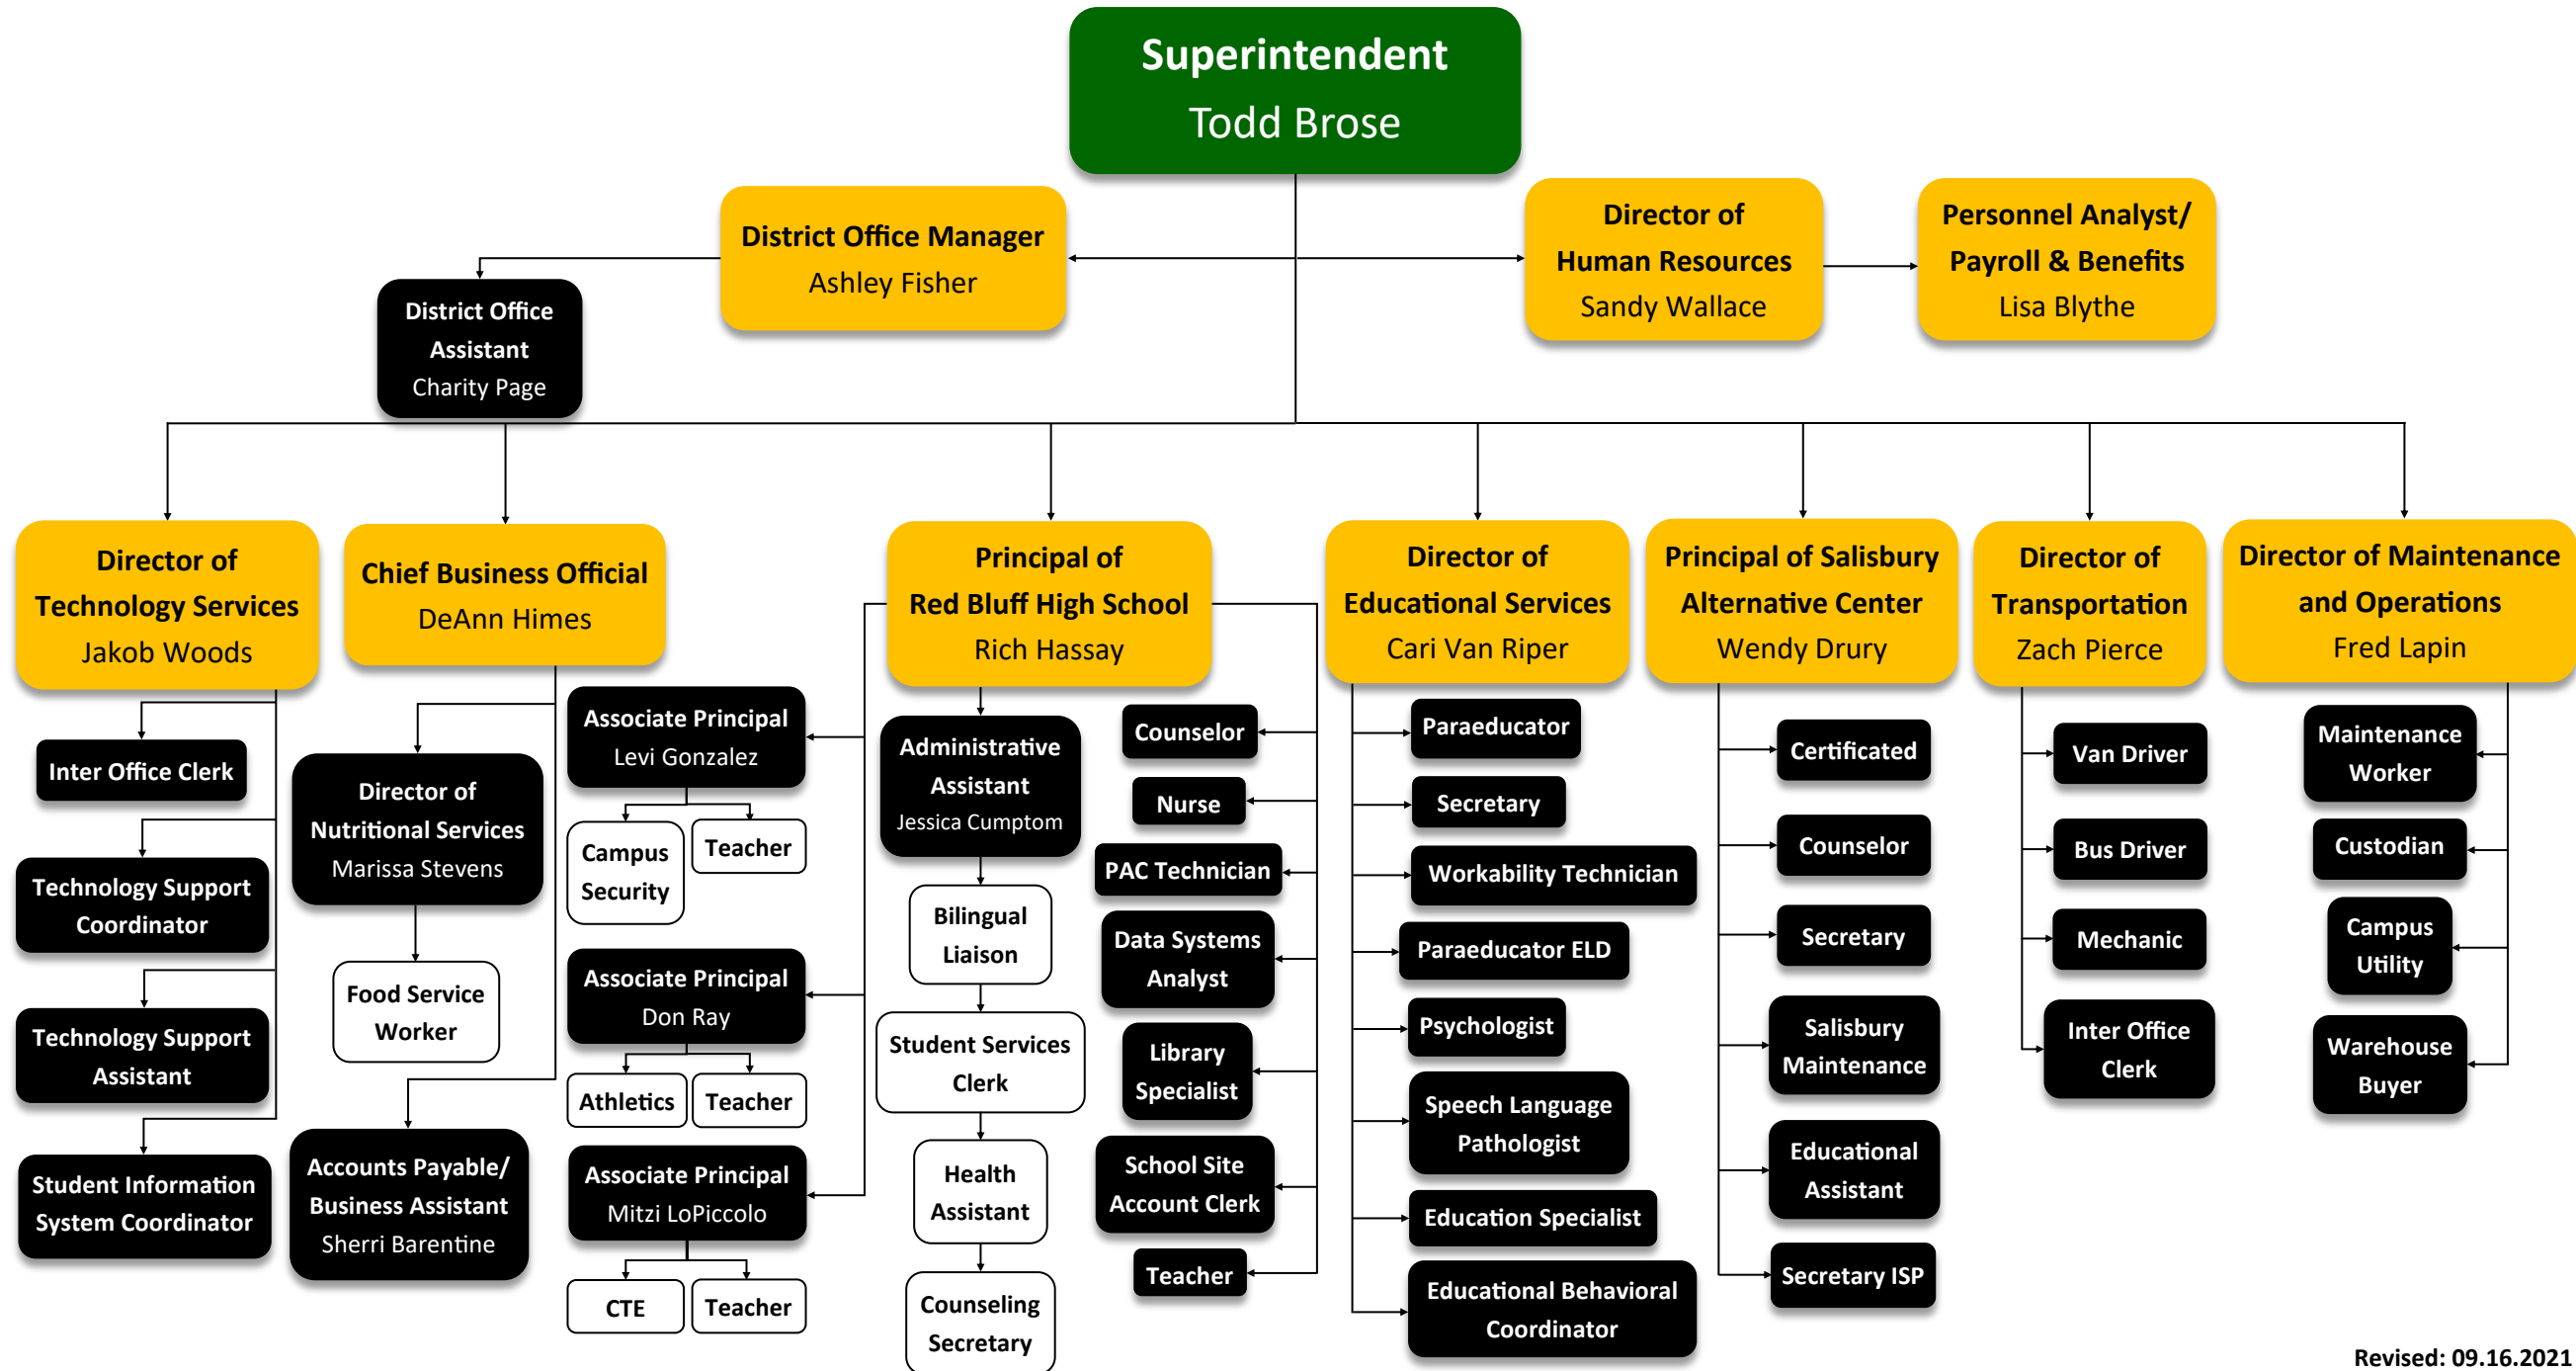 Superintendent
Todd Brose
District Office Manager
Ashley Fisher
Director of
Human Resources
Sandy Wallace
Personnel Analyst/
Payroll & Benefits
Lisa Blythe
District Office
Assistant
Charity Page
Director of
Technology Services
Jakob Woods
Inter Office Clerk
Technology Support
Coordinator
Technology Support
Assistant
Student Information
System Coordinator
Chief Business Official
DeAnn Himes
Director of
Nutritional Services
Marissa Stevens
Food Service
Worker
Accounts Payable/
Business Assistant
Sherri Barentine
Principal of
Red Bluff High School
Rich Hassay
Associate Principal
Levi Gonzalez
Campus
Security
Teacher
Associate Principal
Don Ray
Athletics
Teacher
Associate Principal
Mitzi LoPiccolo
CTE
Teacher
Administrative
Assistant
Jessica Cumptom
Bilingual
Liaison
Student Services
Clerk
Health
Assistant
Counseling
Secretary
Counselor
Nurse
PAC Technician
Data Systems
Analyst
Library
Specialist
School Site
Account Clerk
Teacher
Director of
Educational Services
Cari Van Riper
Paraeducator
Secretary
Workability Technician
Paraeducator ELD
Psychologist
Speech Language
Pathologist
Education Specialist
Educational Behavioral
Coordinator
Principal of Salisbury
Alternative Center
Wendy Drury
Certificated
Counselor
Secretary
Salisbury
Maintenance
Educational
Assistant
Secretary ISP
Director of
Transportation
Zach Pierce
Van Driver
Bus Driver
Mechanic
Inter Office
Clerk
Director of Maintenance
and Operations
Fred Lapin
Maintenance
Worker
Custodian
Campus
Utility
Warehouse
Buyer
Revised: 09.16.2021